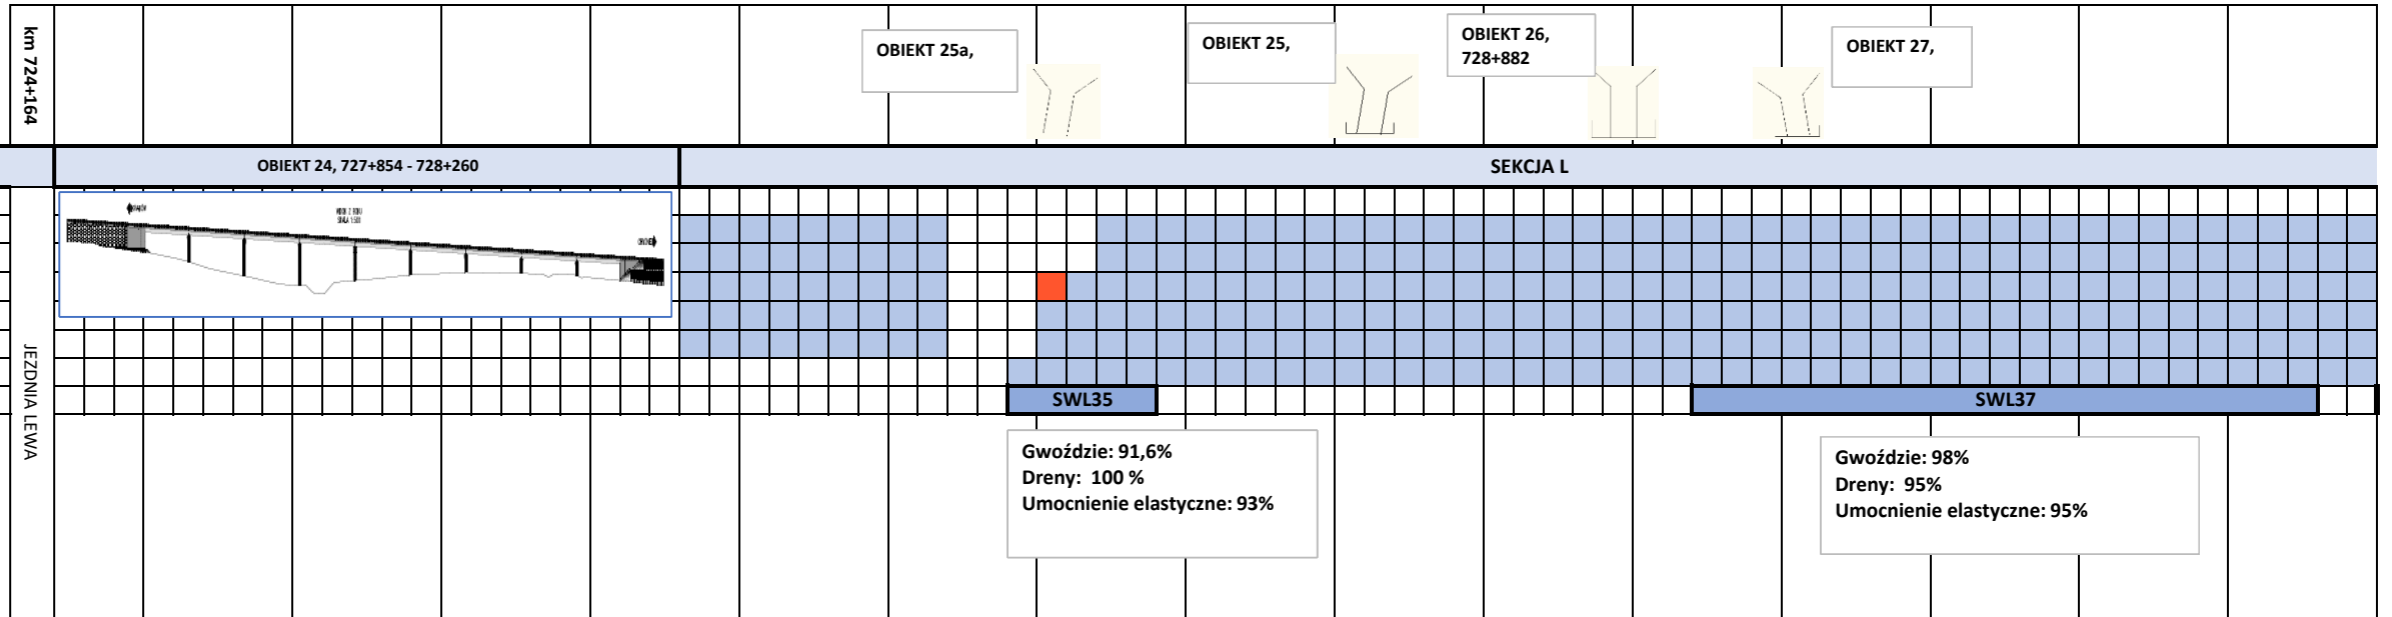 km 724+164
OBIEKT 25a,
OBIEKT 25,
OBIEKT 26,
728+882
OBIEKT 27,
OBIEKT 24, 727+854 - 728+260
SEKCJA L
JEZDNIA LEWA
SWL35
SWL37
Gwoździe: 91,6%
Dreny: 100 %
Umocnienie elastyczne: 93%
Gwoździe: 98%
Dreny: 95%
Umocnienie elastyczne: 95%